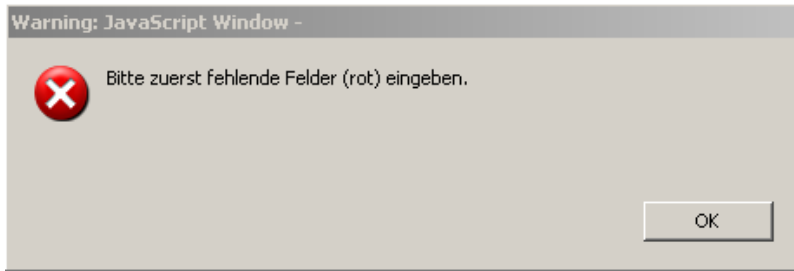 Warning: JavaScript Window -
Bitte zuerst fehlende Felder (rot) eingeben.
OK